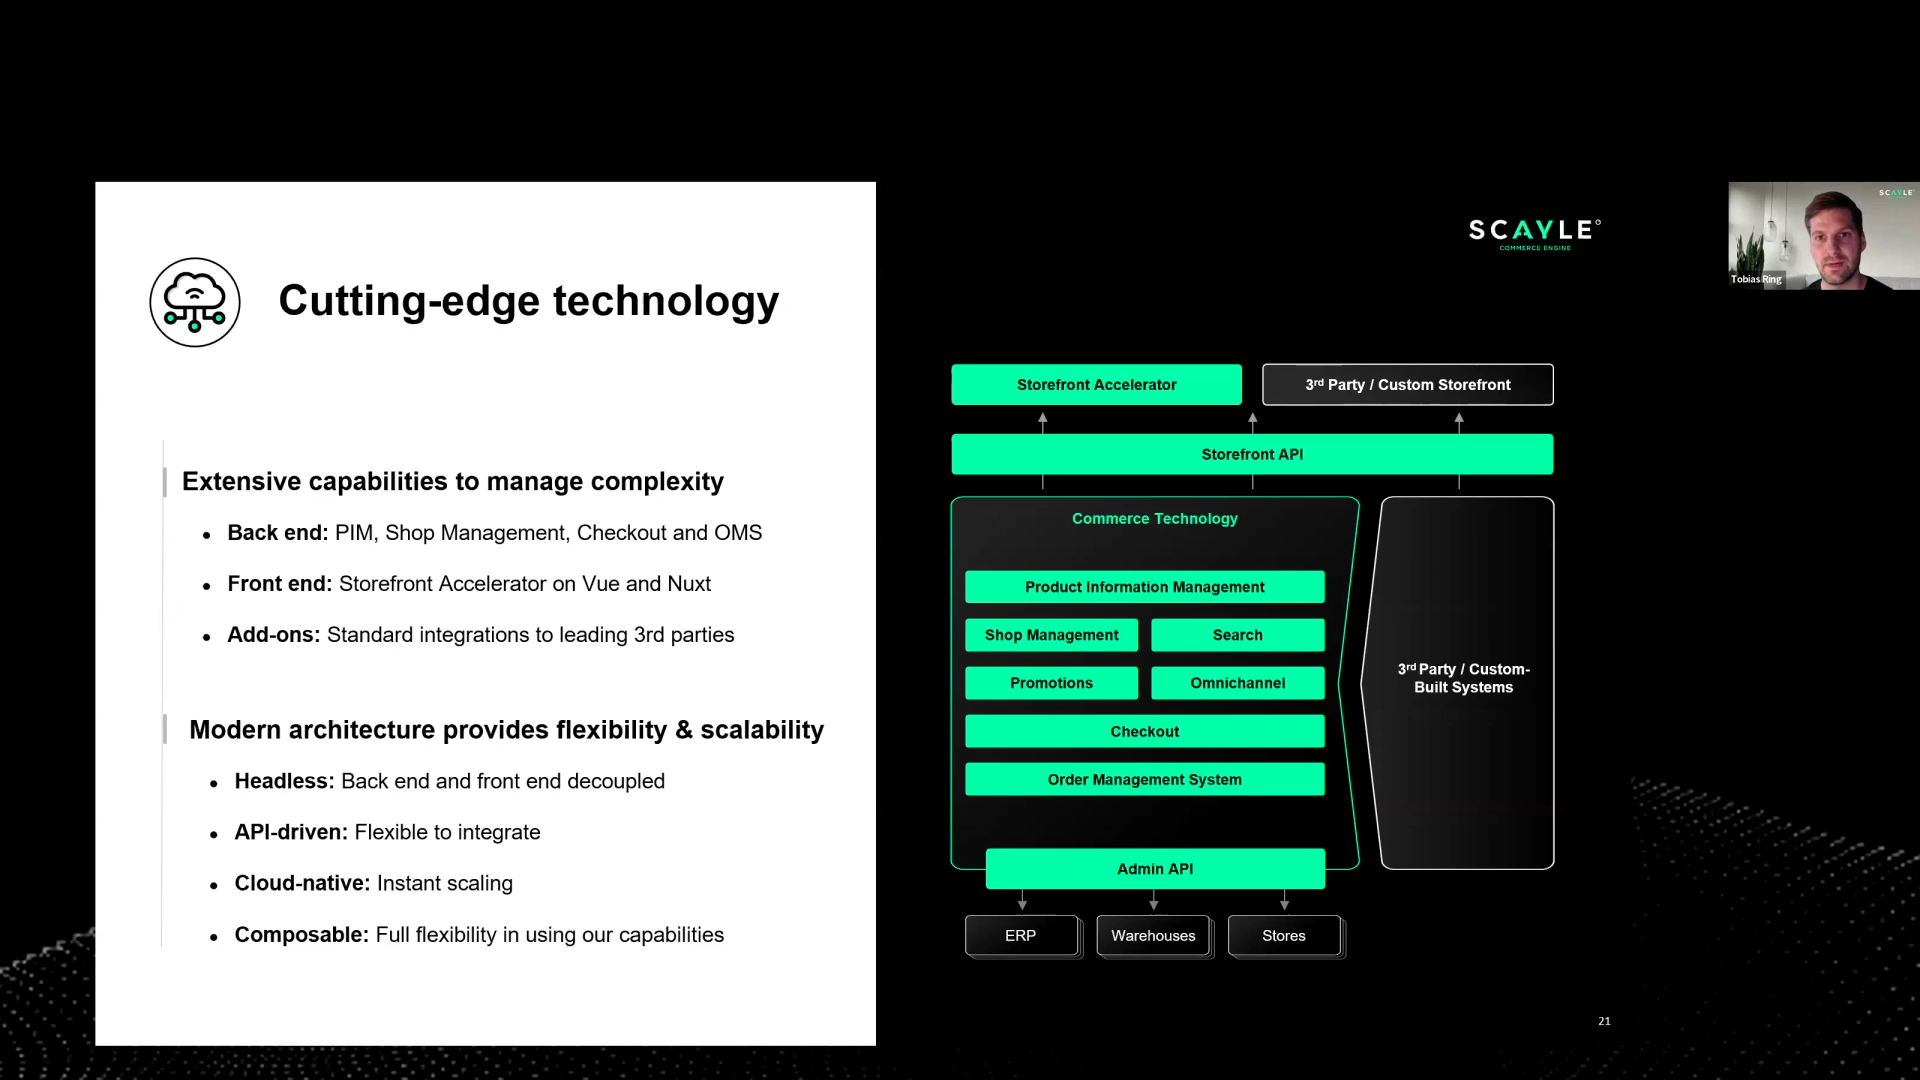 Cutting-edge technology
Extensive capabilities to manage complexity
• Back end: PIM, Shop Management, Checkout and OMS
• Front end: Storefront Accelerator on Vue and Nuxt
• Add-ons: Standard integrations to leading 3rd parties
Modern architecture provides flexibility & scalability
• Headless: Back end and front end decoupled
• API-driven: Flexible to integrate
• Cloud-native: Instant scaling
• Composable: Full flexibility in using our capabilities
SCAYLE
COMMERCE ENGINE
Storefront Accelerator
3rd Party / Custom Storefront
Storefront API
Commerce Technology
Product Information Management
Shop Management
Search
Promotions
Omnichannel
Checkout
Order Management System
Admin API
3rd Party / Custom-
Built Systems
ERP
Warehouses
Stores
21
SCAYLE
Tobias Ring